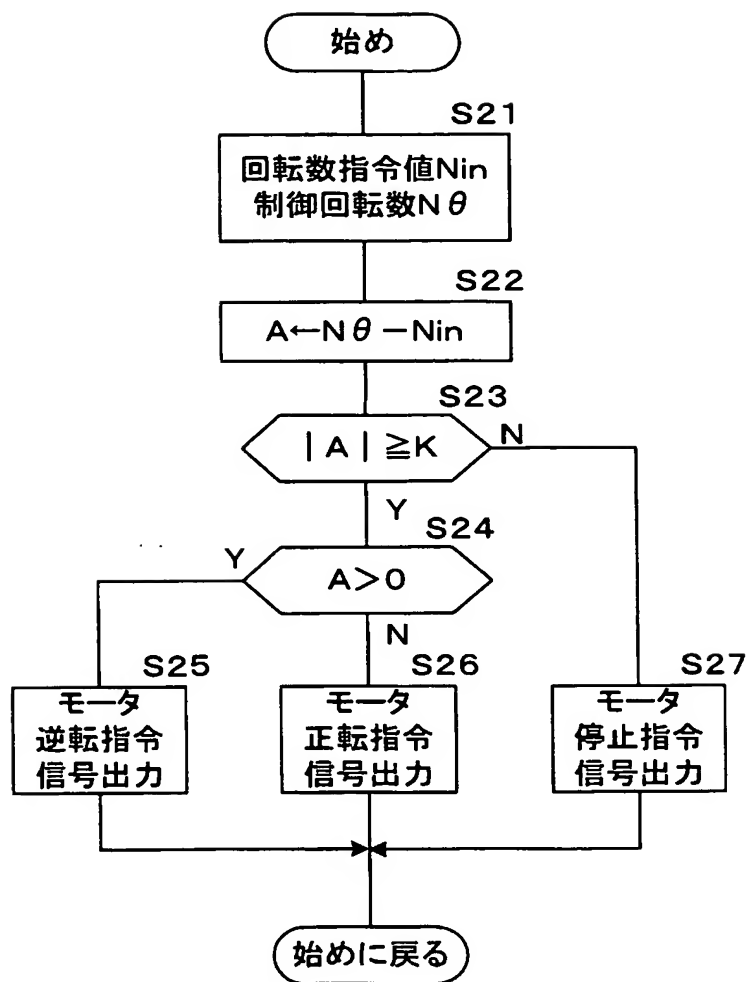 始め
S21
回転数指令値Nin
制御回転数Nθ
S22
A←Nθ−Nin
S23
|A|≧K
N
Y
S24
Y
A>0
N
S25
モータ
逆転指令
信号出力
S26
モータ
正転指令
信号出力
S27
モータ
停止指令
信号出力
始めに戻る